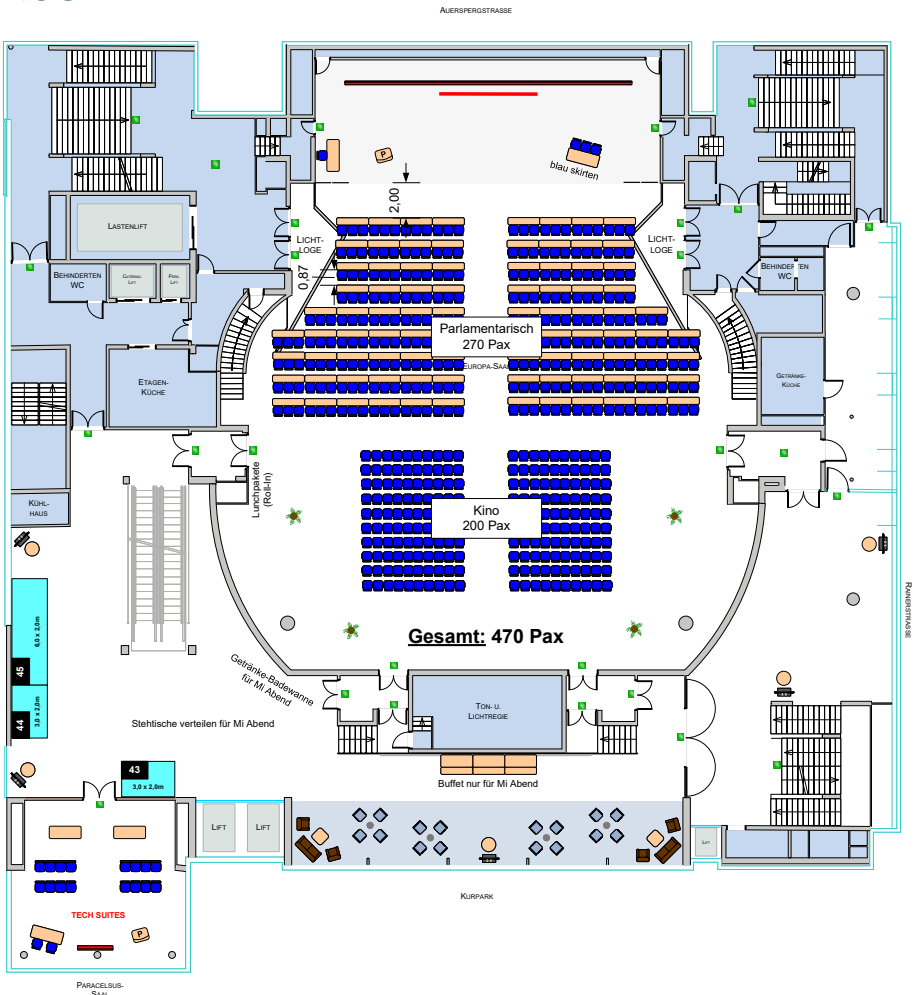 AUERSPERGSTRASSE
P
blau skirten
2,00
LASTENLIFT
LICHT-
LOGE
LICHT-
LOGE
0,87
BEHINDERTEN
WC
CATERING
LIFT
PERS.
LIFT
BEHINDERTEN
WC
Parlamentarisch
270 Pax
EUROPA-SAAL
ETAGEN-
KÜCHE
GETRÄNKE-
KÜCHE
Lunchpakete
(Roll-In)
KÜHL-
HAUS
Kino
200 Pax
RAINERSTRASSE
6,0 x 2,0m
45
Gesamt: 470 Pax
Getränke-Badewanne
für Mi Abend
3,0 x 2,0m
44
Stehtische verteilen für Mi Abend
TON- U.
LICHTREGIE
43
3,0 x 2,0m
Buffet nur für Mi Abend
LIFT
LIFT
LIFT
TECH SUITES
P
KURPARK
PARACELSUS-
SAAL